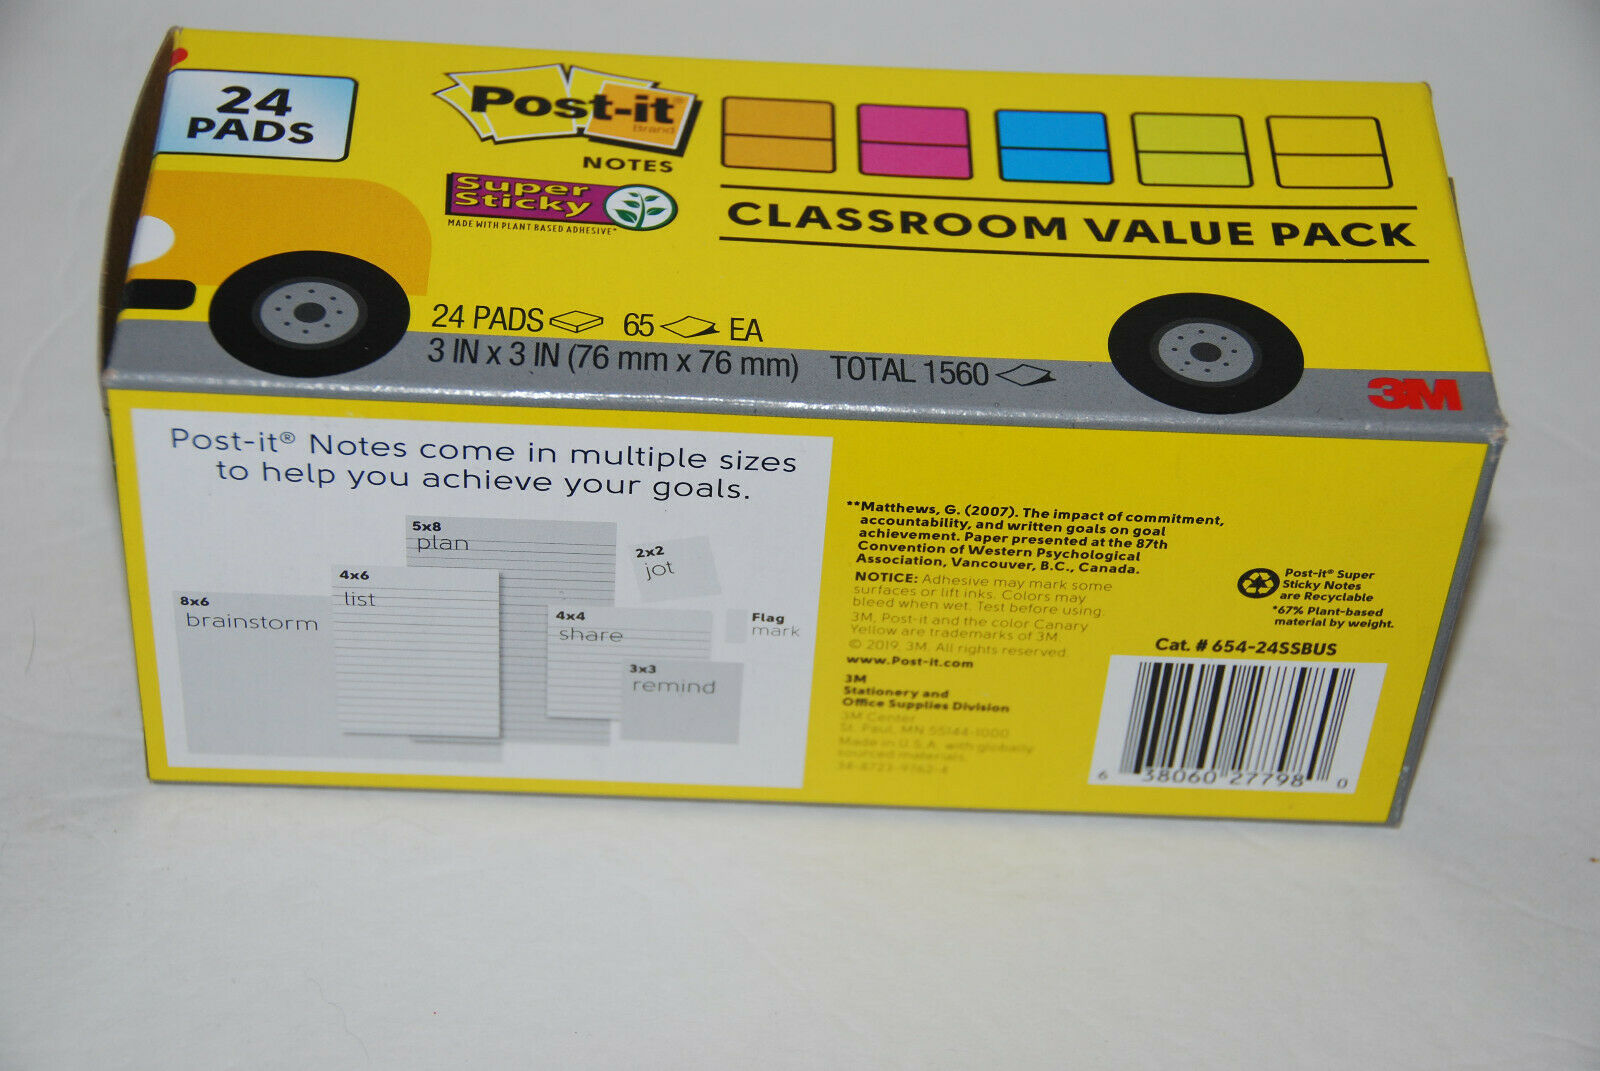 24
PADS
Post-it®
Brand
NOTES
Super
Sticky
MADE WITH PLANT BASED ADHESIVE*
CLASSROOM VALUE PACK
24 PADS 65 EA
3 IN x 3 IN (76 mm x 76 mm) TOTAL 1560
3M
Post-it® Notes come in multiple sizes
to help you achieve your goals.
5x8
plan
2x2
jot
4x6
list
8x6
brainstorm
4x4
share
Flag
mark
3x3
remind
**Matthews, G. (2007). The impact of commitment,
accountability, and written goals on goal
achievement. Paper presented at the 87th
Convention of Western Psychological
Association, Vancouver, B.C., Canada.
NOTICE: Adhesive may mark some
surfaces or lift inks. Colors may
bleed when wet. Test before using.
3M, Post-it and the color Canary
Yellow are trademarks of 3M.
© 2019, 3M. All rights reserved.
www.Post-it.com
3M
Stationery and
Office Supplies Division
3M Center
St. Paul, MN 55144-1000
Made in U.S.A. with globally
sourced materials.
34-8723-9762-4
Post-it® Super
Sticky Notes
are Recyclable
*67% Plant-based
material by weight.
Cat. # 654-24SSBUS
6 38060 27798 0